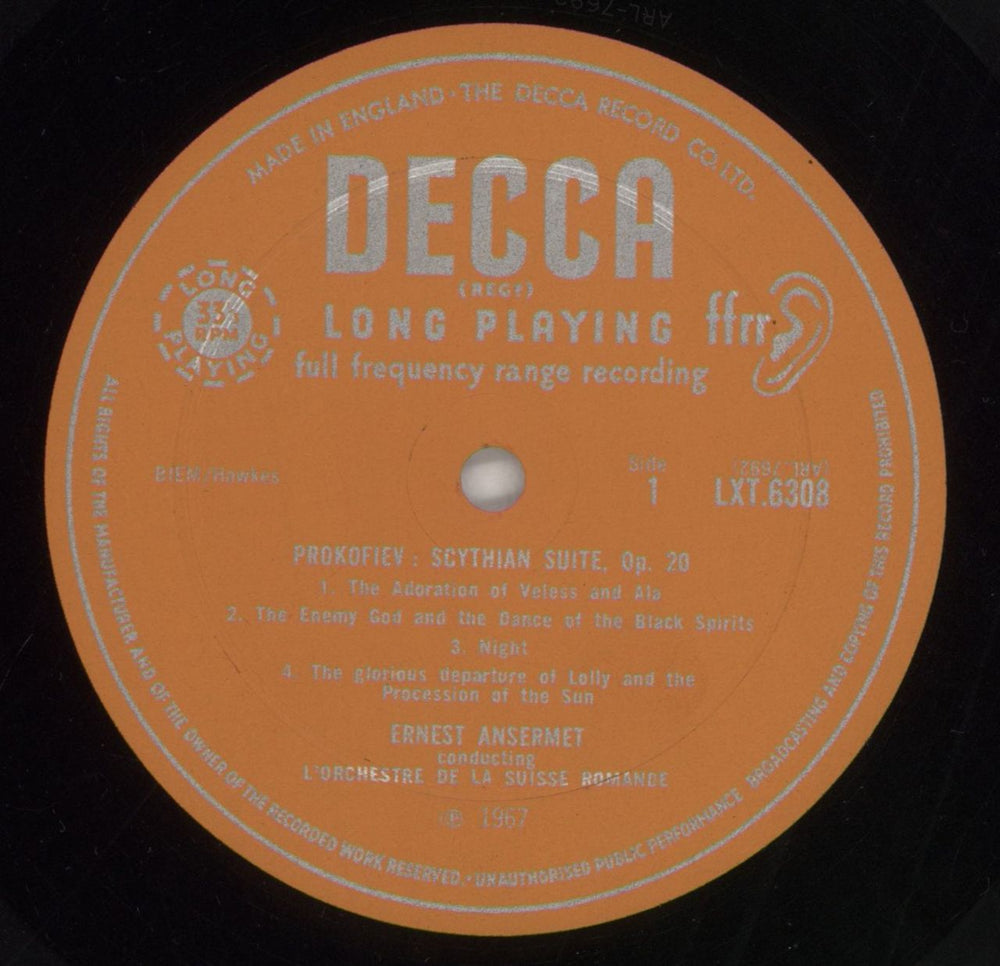 ARL-7692
MADE IN ENGLAND · THE DECCA RECORD CO. LTD.
DECCA
(REGD)
LONG PLAYING
ffrr
full frequency range recording
LONG
33⅓
RPM
PLAYING
BIEM/Hawkes
Side
1
(ARL.7692)
LXT.6308
PROKOFIEV : SCYTHIAN SUITE, Op. 20
1. The Adoration of Veless and Ala
2. The Enemy God and the Dance of the Black Spirits
3. Night
4. The glorious departure of Lolly and the
Procession of the Sun
ERNEST ANSERMET
conducting
L'ORCHESTRE DE LA SUISSE ROMANDE
℗ 1967
ALL RIGHTS OF THE MANUFACTURER AND OF THE OWNER OF THE RECORDED WORK RESERVED. · UNAUTHORISED PUBLIC PERFORMANCE BROADCASTING AND COPYING OF THIS RECORD PROHIBITED